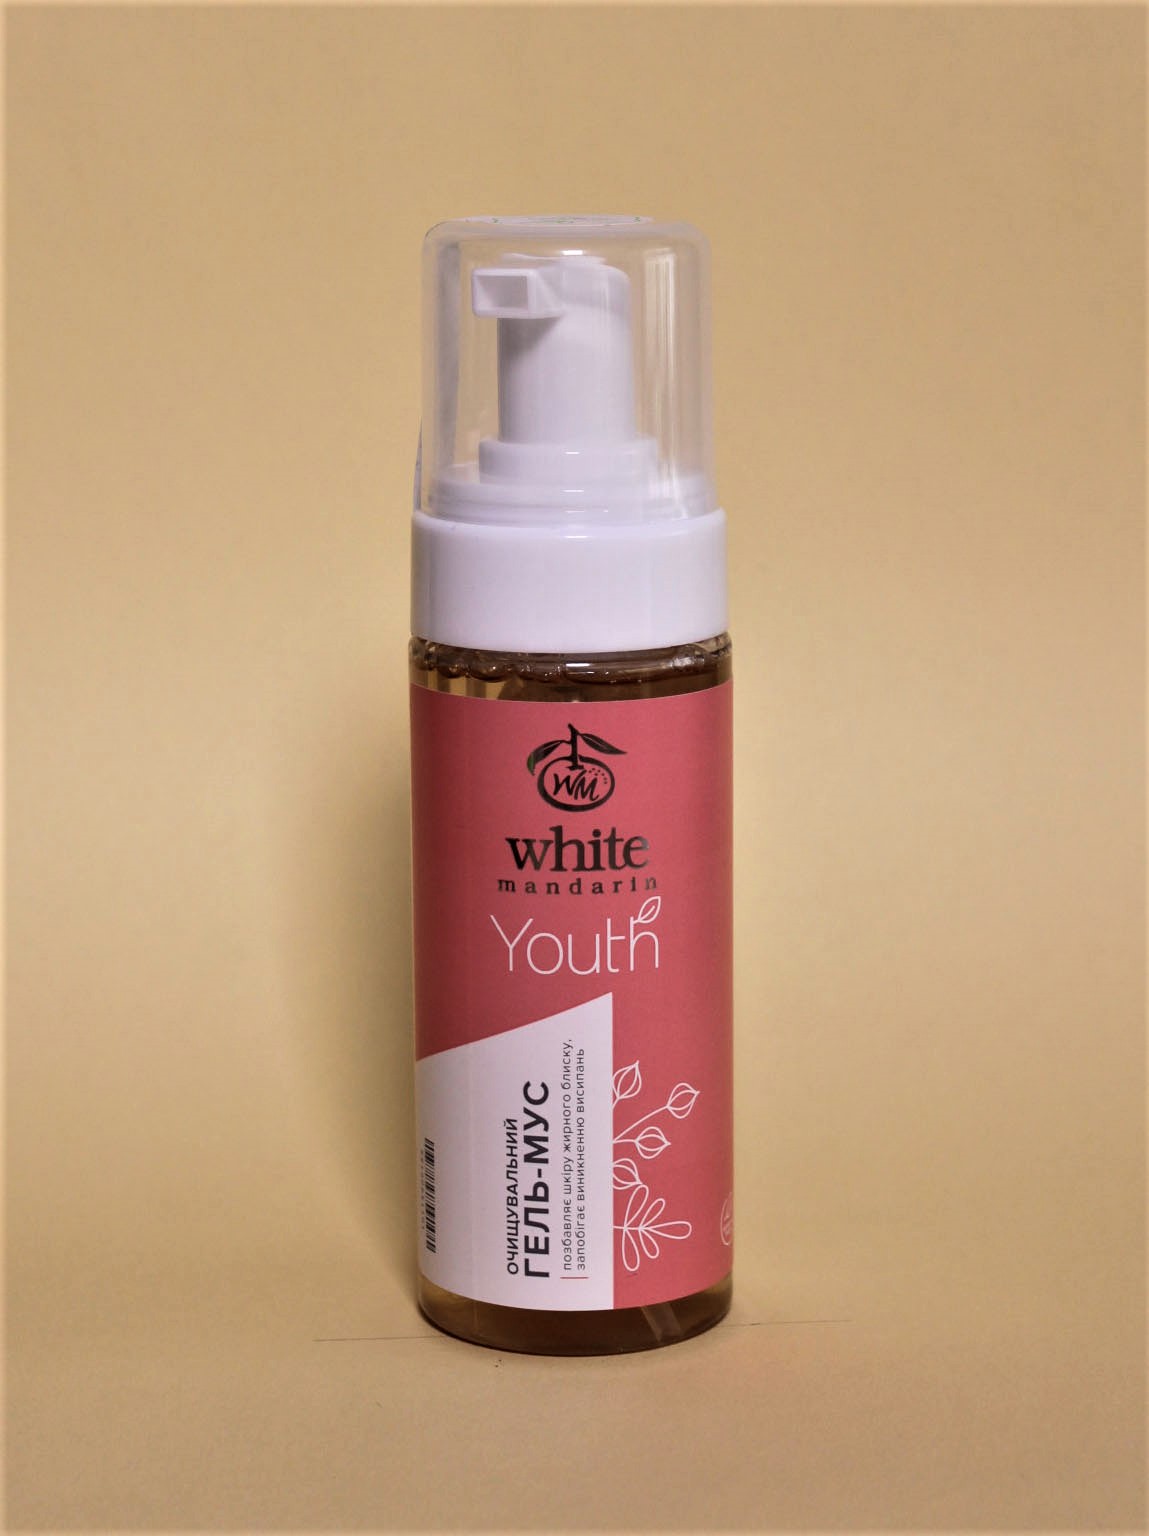 WM
white
mandarin
Youth
ОЧИЩУВАЛЬНИЙ
ГЕЛЬ-МУС
позбавляє шкіру жирного блиску,
запобігає виникненню висипань